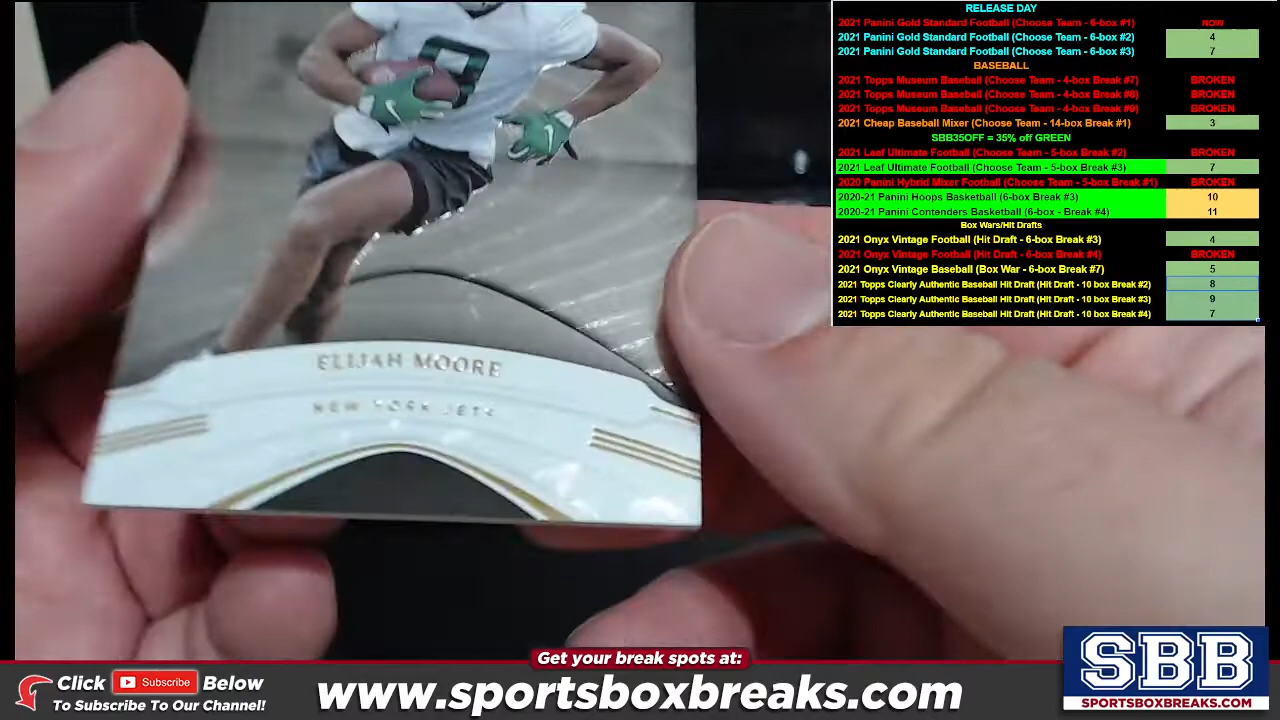 RELEASE DAY
2021 Panini Gold Standard Football (Choose Team - 6-box #1) NOW
2021 Panini Gold Standard Football (Choose Team - 6-box #2) 4
2021 Panini Gold Standard Football (Choose Team - 6-box #3) 7
BASEBALL
2021 Topps Museum Baseball (Choose Team - 4-box Break #7) BROKEN
2021 Topps Museum Baseball (Choose Team - 4-box Break #8) BROKEN
2021 Topps Museum Baseball (Choose Team - 4-box Break #9) BROKEN
2021 Cheap Baseball Mixer (Choose Team - 14-box Break #1) 3
SBB35OFF = 35% off GREEN
2021 Leaf Ultimate Football (Choose Team - 5-box Break #2) BROKEN
2021 Leaf Ultimate Football (Choose Team - 5-box Break #3) 7
2020 Panini Hybrid Mixer Football (Choose Team - 5-box Break #1) BROKEN
2020-21 Panini Hoops Basketball (6-box Break #3) 10
2020-21 Panini Contenders Basketball (6-box - Break #4) 11
Box Wars/Hit Drafts
2021 Onyx Vintage Football (Hit Draft - 6-box Break #3) 4
2021 Onyx Vintage Football (Hit Draft - 6-box Break #4) BROKEN
2021 Onyx Vintage Baseball (Box War - 6-box Break #7) 5
2021 Topps Clearly Authentic Baseball Hit Draft (Hit Draft - 10 box Break #2) 8
2021 Topps Clearly Authentic Baseball Hit Draft (Hit Draft - 10 box Break #3) 9
2021 Topps Clearly Authentic Baseball Hit Draft (Hit Draft - 10 box Break #4) 7
8
ELIJAH MOORE
NEW YORK JETS
Get your break spots at:
Click Subscribe Below
To Subscribe To Our Channel!
www.sportsboxbreaks.com
SBB
SPORTSBOXBREAKS.COM